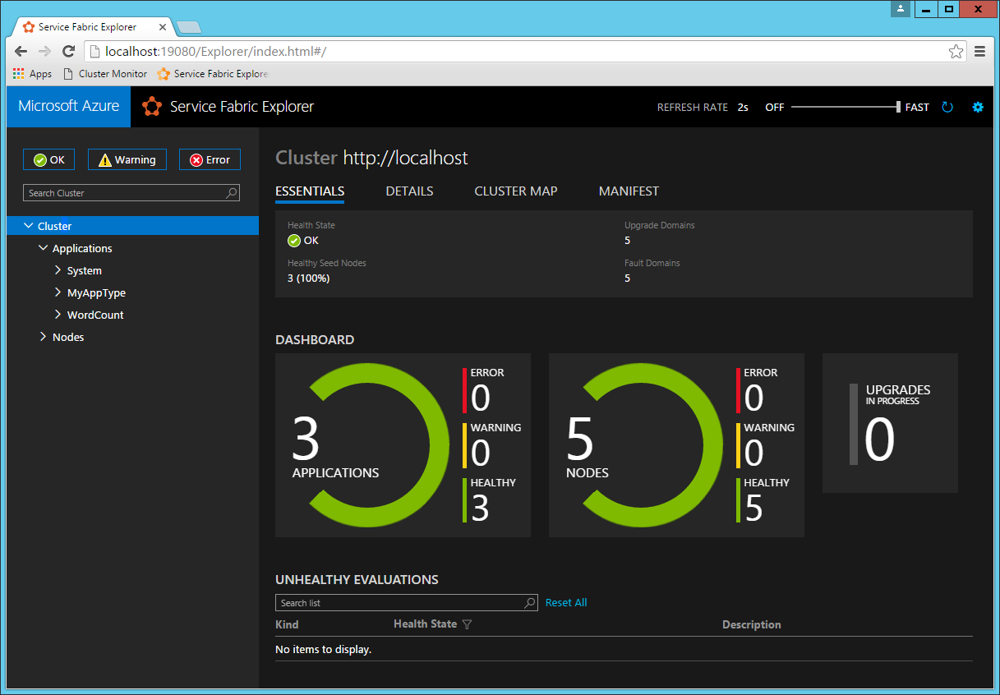 Service Fabric Explorer
localhost:19080/Explorer/index.html#/
Apps Cluster Monitor Service Fabric Explore
Microsoft Azure Service Fabric Explorer REFRESH RATE 2s OFF FAST
OK Warning Error
Search Cluster
Cluster
Applications
System
MyAppType
WordCount
Nodes
Cluster http://localhost
ESSENTIALS DETAILS CLUSTER MAP MANIFEST
Health State Upgrade Domains
OK 5
Healthy Seed Nodes Fault Domains
3 (100%) 5
DASHBOARD
3
APPLICATIONS
ERROR
0
WARNING
0
HEALTHY
3
5
NODES
ERROR
0
WARNING
0
HEALTHY
5
UPGRADES
IN PROGRESS
0
UNHEALTHY EVALUATIONS
Search list Reset All
Kind Health State Description
No items to display.